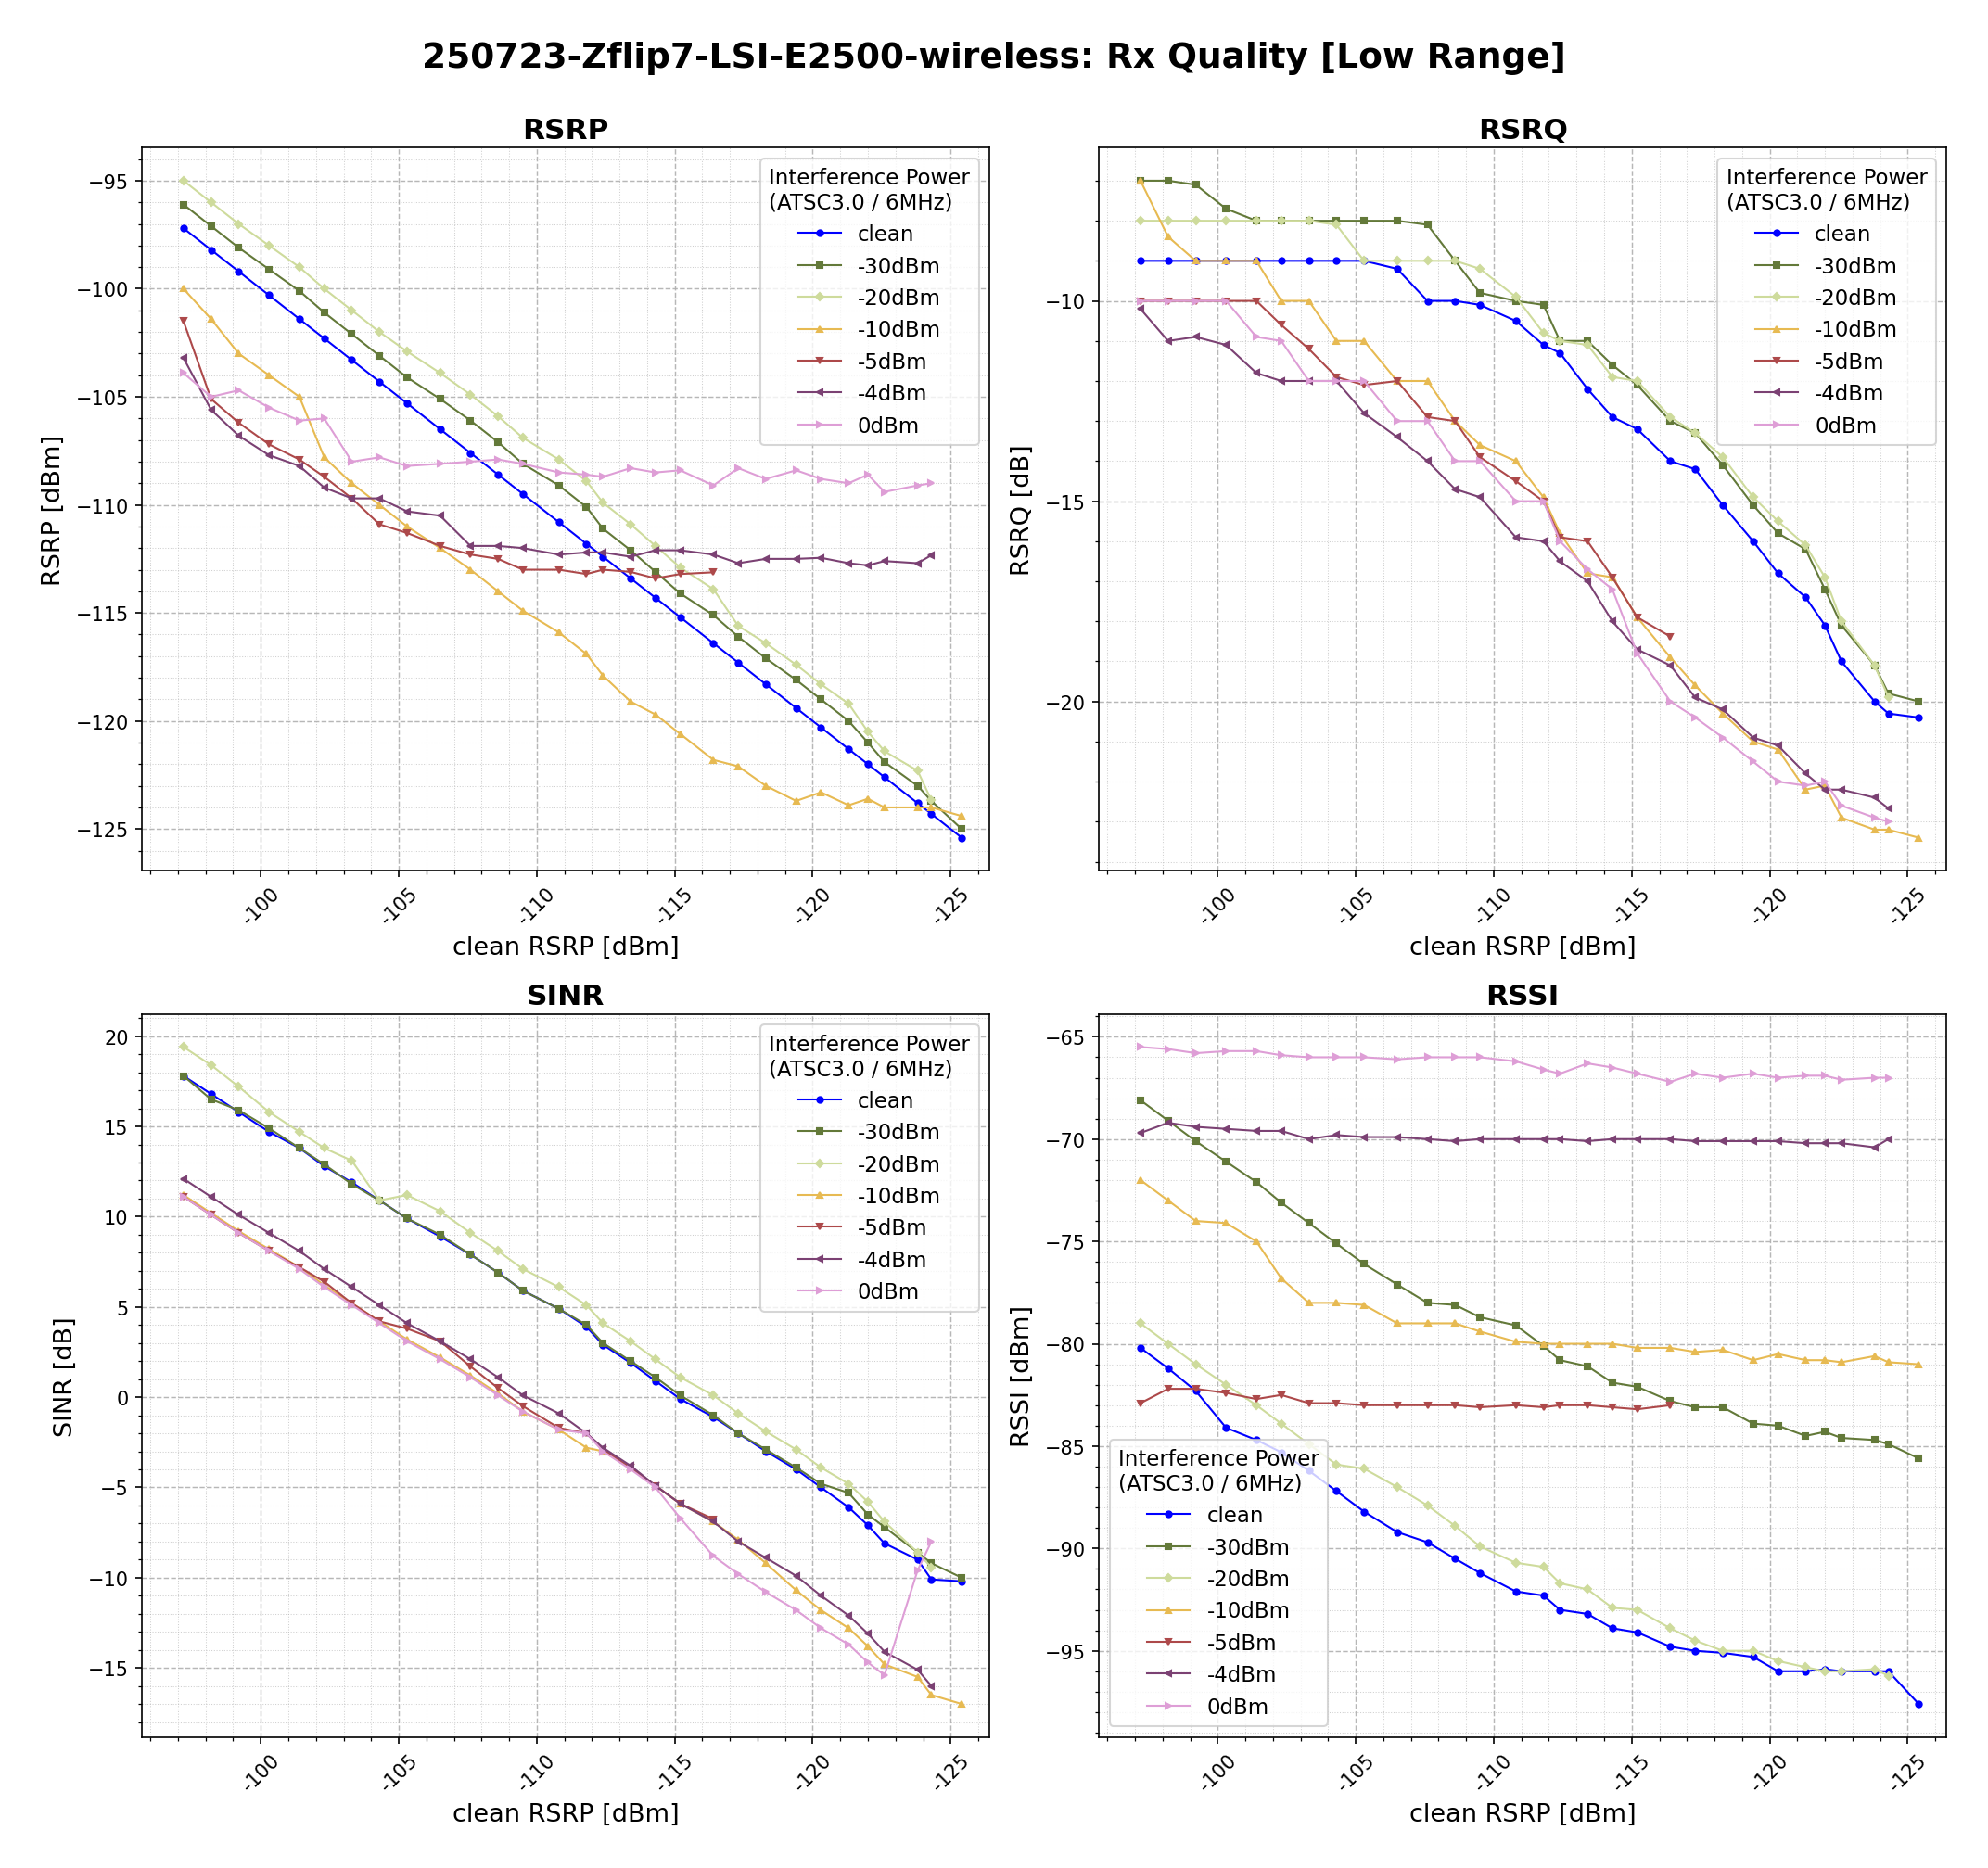 250723-Zflip7-LSI-E2500-wireless: Rx Quality [Low Range]
RSRP
Interference Power
(ATSC3.0 / 6MHz)
clean
-30dBm
-20dBm
-10dBm
-5dBm
-4dBm
0dBm
RSRP [dBm]
−95
−100
−105
−110
−115
−120
−125
-100
-105
-110
-115
-120
-125
clean RSRP [dBm]
RSRQ
Interference Power
(ATSC3.0 / 6MHz)
clean
-30dBm
-20dBm
-10dBm
-5dBm
-4dBm
0dBm
RSRQ [dB]
−10
−15
−20
-100
-105
-110
-115
-120
-125
clean RSRP [dBm]
SINR
Interference Power
(ATSC3.0 / 6MHz)
clean
-30dBm
-20dBm
-10dBm
-5dBm
-4dBm
0dBm
SINR [dB]
20
15
10
5
0
−5
−10
−15
-100
-105
-110
-115
-120
-125
clean RSRP [dBm]
RSSI
RSSI [dBm]
−65
−70
−75
−80
−85
−90
−95
Interference Power
(ATSC3.0 / 6MHz)
clean
-30dBm
-20dBm
-10dBm
-5dBm
-4dBm
0dBm
-100
-105
-110
-115
-120
-125
clean RSRP [dBm]